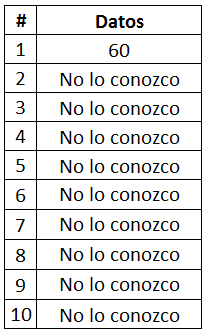 # Datos
1 60
2 No lo conozco
3 No lo conozco
4 No lo conozco
5 No lo conozco
6 No lo conozco
7 No lo conozco
8 No lo conozco
9 No lo conozco
10 No lo conozco